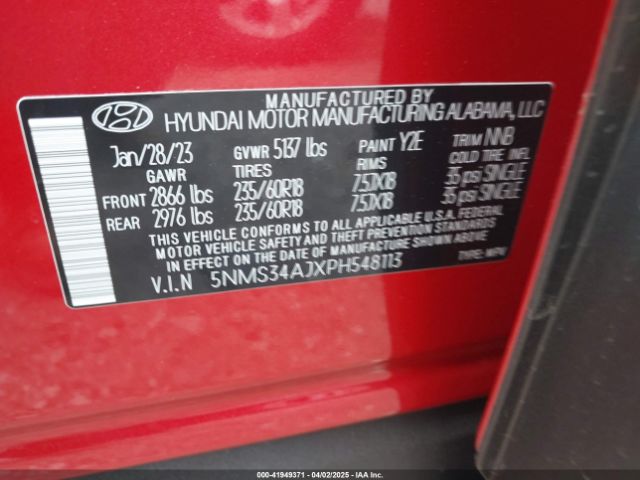 MANUFACTURED BY
HYUNDAI MOTOR MANUFACTURING ALABAMA, LLC
Jan/28/23 GVWR 5137 lbs PAINT Y2E TRIM NNB
GAWR TIRES RIMS COLD TIRE INFL.
FRONT 2866 lbs 235/60R18 7.5JX18 35 psi SINGLE
REAR 2976 lbs 235/60R18 7.5JX18 35 psi SINGLE
THIS VEHICLE CONFORMS TO ALL APPLICABLE U.S.A. FEDERAL
MOTOR VEHICLE SAFETY AND THEFT PREVENTION STANDARDS
IN EFFECT ON THE DATE OF MANUFACTURE SHOWN ABOVE.
V.I.N 5NMS34AJXPH548113 TYPE: MPV
000-41949371 - 04/02/2025 - © IAA, Inc.